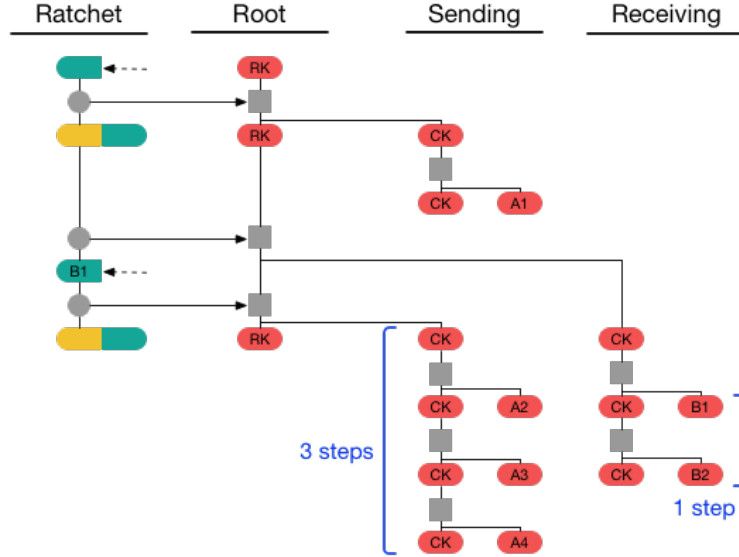 Ratchet Root Sending Receiving
RK
RK CK
CK A1
B1
RK CK CK
CK A2 CK B1
3 steps
CK A3 CK B2
1 step
CK A4